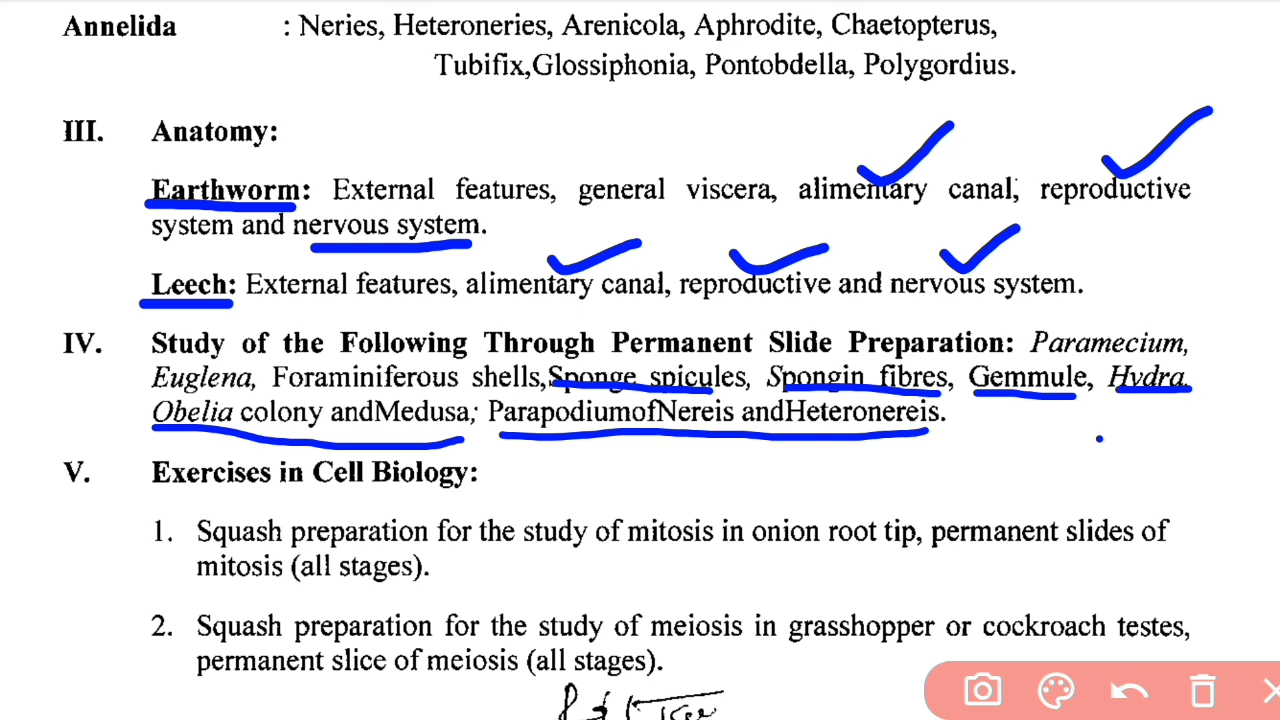 Annelida : Neries, Heteroneries, Arenicola, Aphrodite, Chaetopterus,
Tubifix,Glossiphonia, Pontobdella, Polygordius.
III. Anatomy:
Earthworm: External features, general viscera, alimentary canal, reproductive
system and nervous system.
Leech: External features, alimentary canal, reproductive and nervous system.
IV. Study of the Following Through Permanent Slide Preparation: Paramecium,
Euglena, Foraminiferous shells,Sponge spicules, Spongin fibres, Gemmule, Hydra,
Obelia colony andMedusa; ParapodiumofNereis andHeteronereis.
V. Exercises in Cell Biology:
1. Squash preparation for the study of mitosis in onion root tip, permanent slides of
mitosis (all stages).
2. Squash preparation for the study of meiosis in grasshopper or cockroach testes,
permanent slice of meiosis (all stages).